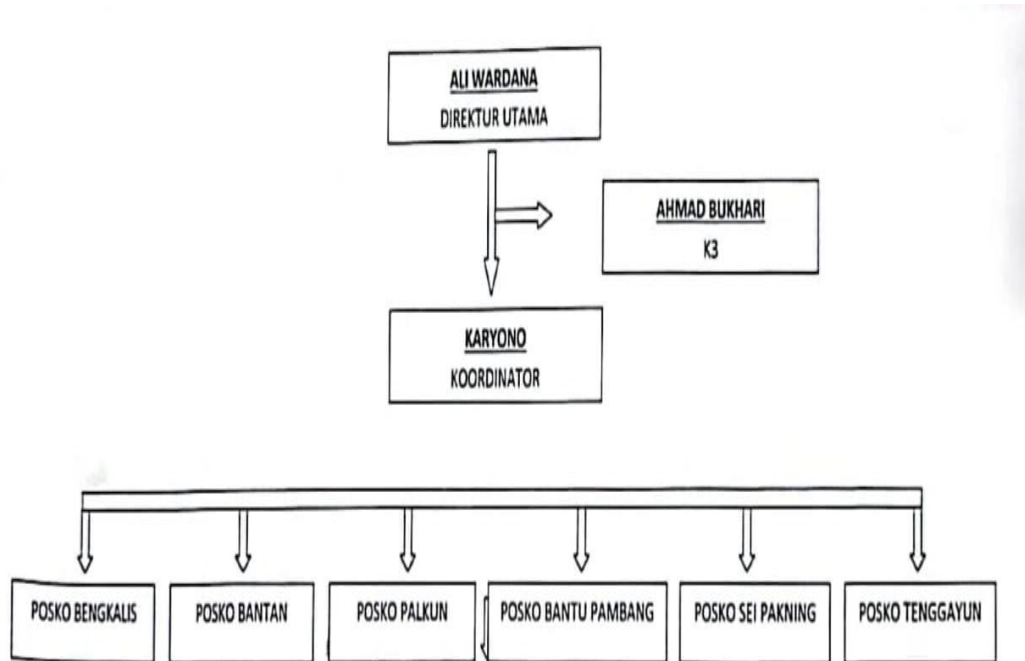 ALI WARDANA
DIREKTUR UTAMA
AHMAD BUKHARI
K3
KARYONO
KOORDINATOR
POSKO BENGKALIS
POSKO BANTAN
POSKO PALKUN
POSKO BANTU PAMBANG
POSKO SEI PAKNING
POSKO TENGGAYUN